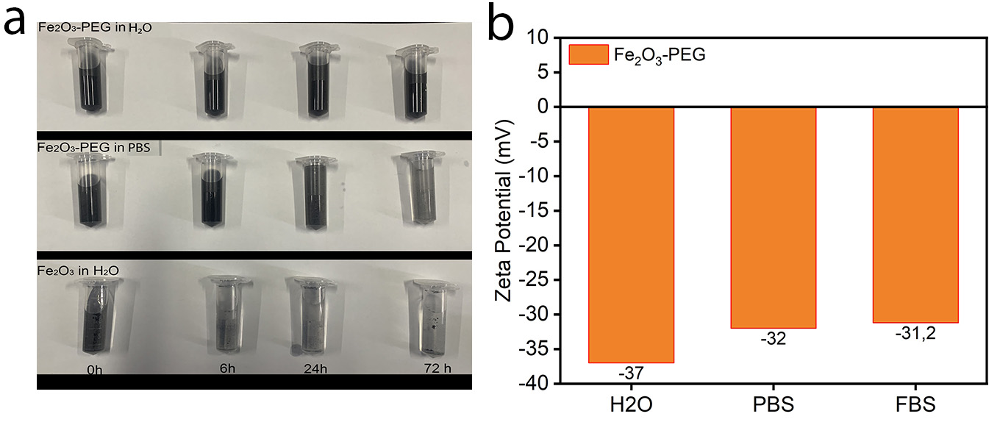 a
Fe₂O₃-PEG in H₂O
Fe₂O₃-PEG in PBS
Fe₂O₃ in H₂O
0h 6h 24h 72 h
b
Fe₂O₃-PEG
Zeta Potential (mV)
10
5
0
-5
-10
-15
-20
-25
-30
-35
-40
-37
-32
-31,2
H2O PBS FBS